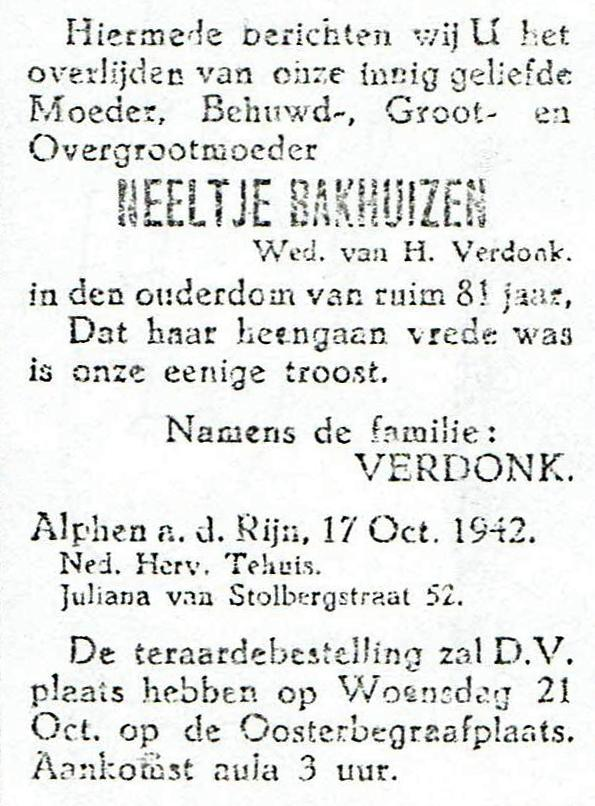 Hiermede berichten wij U het
overlijden van onze innig geliefde
Moeder, Behuwd-, Groot- en
Overgrootmoeder
NEELTJE BAKHUIZEN
Wed. van H. Verdonk.
in den ouderdom van ruim 81 jaar,
Dat haar heengaan vrede was
is onze eenige troost.
Namens de familie:
VERDONK.
Alphen a. d. Rijn, 17 Oct. 1942.
Ned. Herv. Tehuis.
Juliana van Stolbergstraat 52.
De teraardebestelling zal D.V.
plaats hebben op Woensdag 21
Oct. op de Oosterbegraafplaats.
Aankomst aula 3 uur.